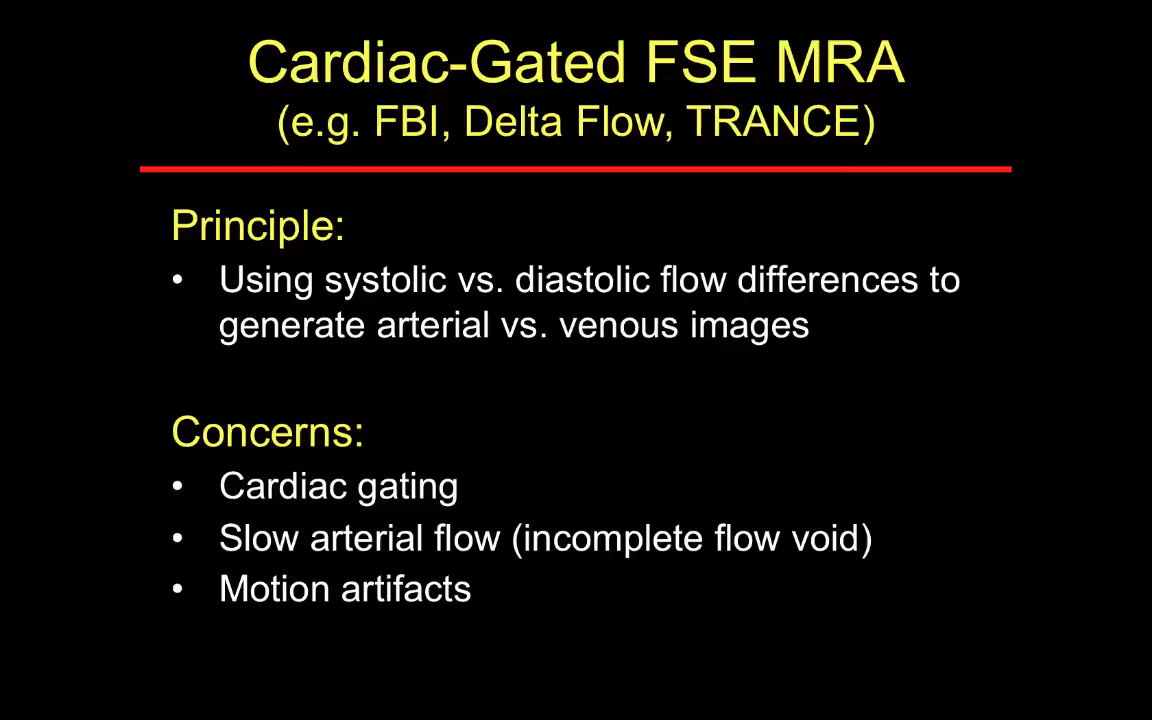 Cardiac-Gated FSE MRA
(e.g. FBI, Delta Flow, TRANCE)
Principle:
• Using systolic vs. diastolic flow differences to
generate arterial vs. venous images
Concerns:
• Cardiac gating
• Slow arterial flow (incomplete flow void)
• Motion artifacts